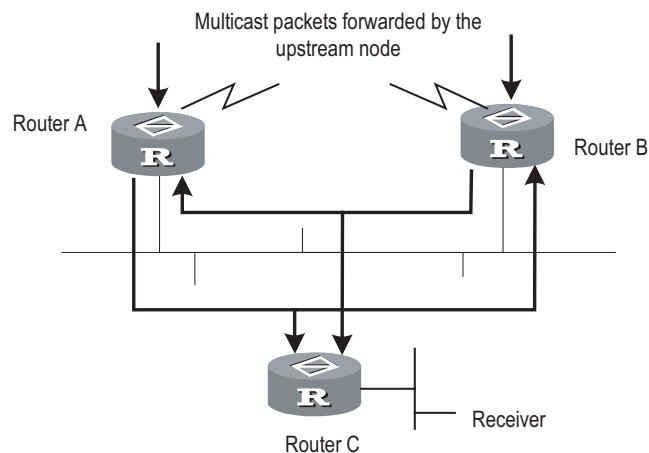 Multicast packets forwarded by the
upstream node
Router A
R
R
Router B
R
Receiver
Router C